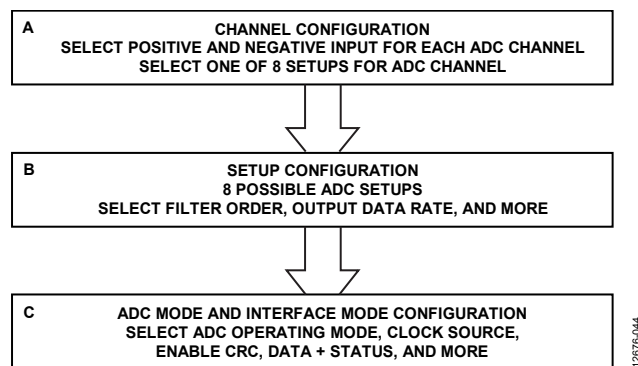 A
CHANNEL CONFIGURATION
SELECT POSITIVE AND NEGATIVE INPUT FOR EACH ADC CHANNEL
SELECT ONE OF 8 SETUPS FOR ADC CHANNEL
B
SETUP CONFIGURATION
8 POSSIBLE ADC SETUPS
SELECT FILTER ORDER, OUTPUT DATA RATE, AND MORE
C
ADC MODE AND INTERFACE MODE CONFIGURATION
SELECT ADC OPERATING MODE, CLOCK SOURCE,
ENABLE CRC, DATA + STATUS, AND MORE
12676-044